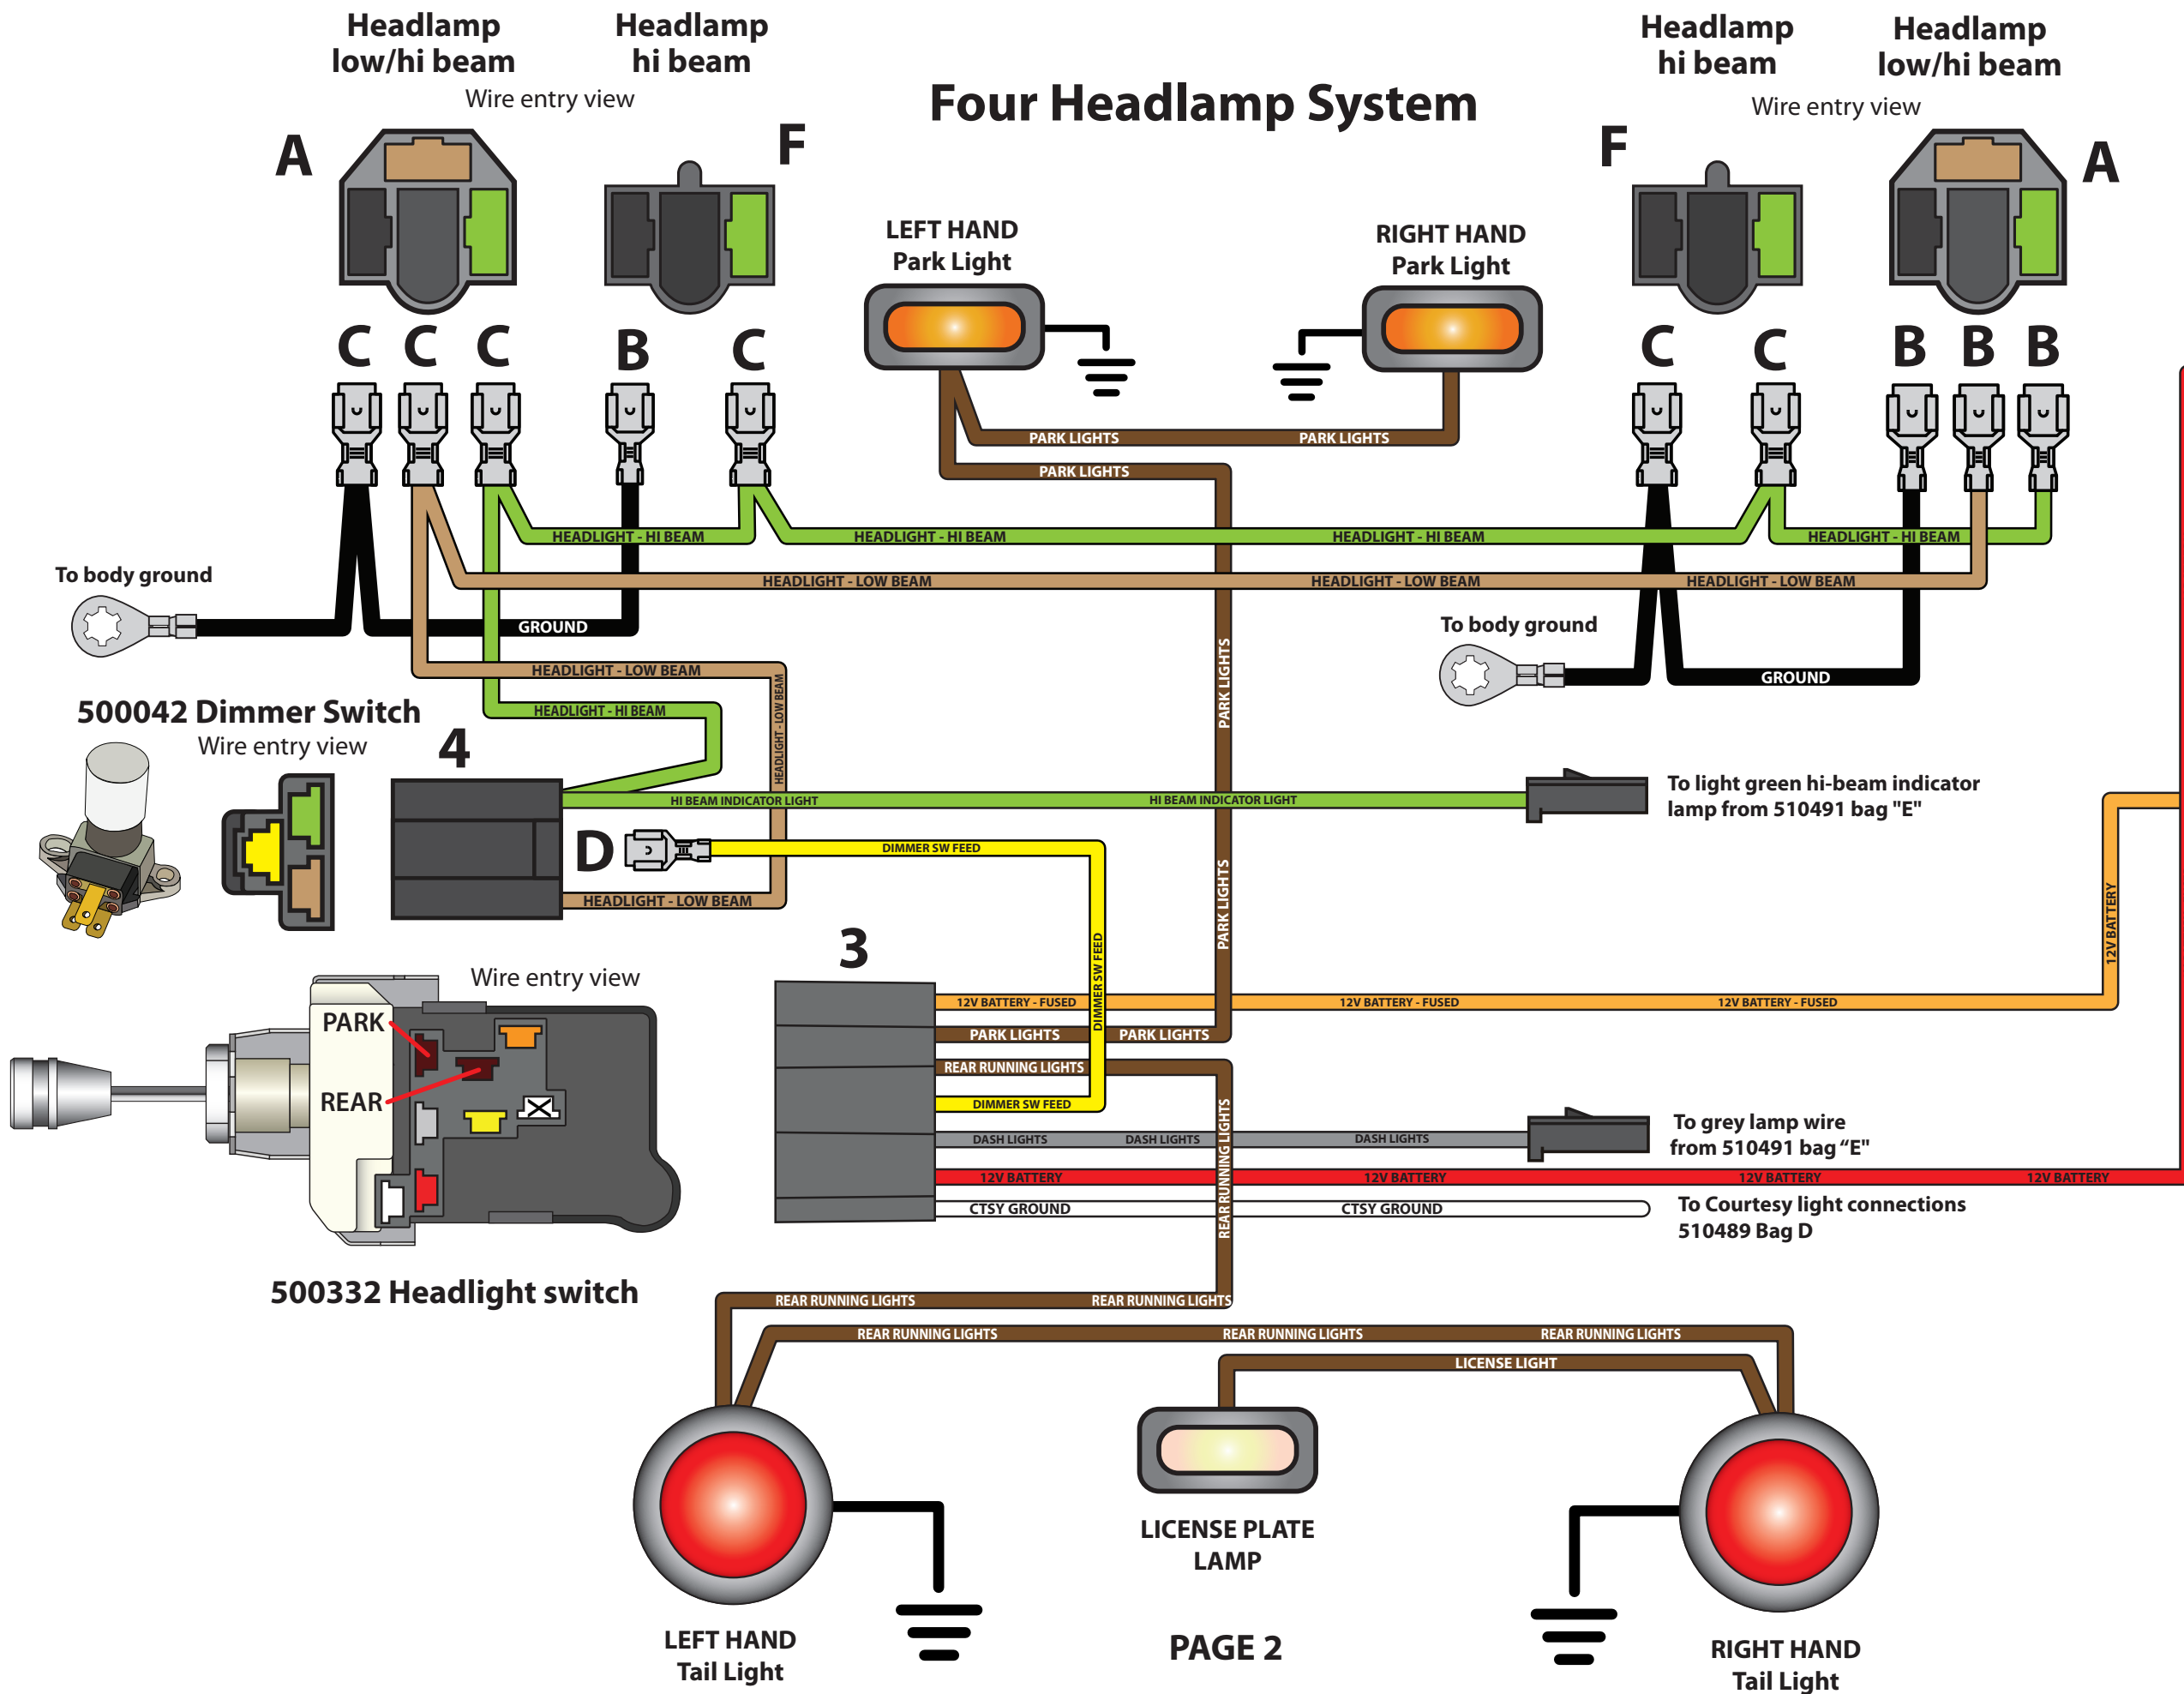 Headlamp
low/hi beam
Headlamp
hi beam
Wire entry view
Four Headlamp System
Headlamp
hi beam
Headlamp
low/hi beam
Wire entry view
A
F
F
A
LEFT HAND
Park Light
RIGHT HAND
Park Light
C
C
C
B
C
C
C
B
B
B
PARK LIGHTS
PARK LIGHTS
PARK LIGHTS
HEADLIGHT - HI BEAM
HEADLIGHT - HI BEAM
HEADLIGHT - HI BEAM
HEADLIGHT - HI BEAM
HEADLIGHT - LOW BEAM
HEADLIGHT - LOW BEAM
HEADLIGHT - LOW BEAM
To body ground
GROUND
To body ground
GROUND
PARK LIGHTS
HEADLIGHT - LOW BEAM
HEADLIGHT - LOW BEAM
HEADLIGHT - HI BEAM
500042 Dimmer Switch
Wire entry view
4
HI BEAM INDICATOR LIGHT
HI BEAM INDICATOR LIGHT
To light green hi-beam indicator
lamp from 510491 bag "E"
D
DIMMER SW FEED
HEADLIGHT - LOW BEAM
PARK LIGHTS
DIMMER SW FEED
12V BATTERY
3
Wire entry view
PARK
REAR
12V BATTERY - FUSED
12V BATTERY - FUSED
12V BATTERY - FUSED
PARK LIGHTS
PARK LIGHTS
REAR RUNNING LIGHTS
DIMMER SW FEED
REAR RUNNING LIGHTS
DASH LIGHTS
DASH LIGHTS
DASH LIGHTS
To grey lamp wire
from 510491 bag “E"
12V BATTERY
12V BATTERY
12V BATTERY
12V BATTERY
CTSY GROUND
CTSY GROUND
To Courtesy light connections
510489 Bag D
500332 Headlight switch
REAR RUNNING LIGHTS
REAR RUNNING LIGHTS
REAR RUNNING LIGHTS
REAR RUNNING LIGHTS
REAR RUNNING LIGHTS
LICENSE LIGHT
LICENSE PLATE
LAMP
LEFT HAND
Tail Light
PAGE 2
RIGHT HAND
Tail Light